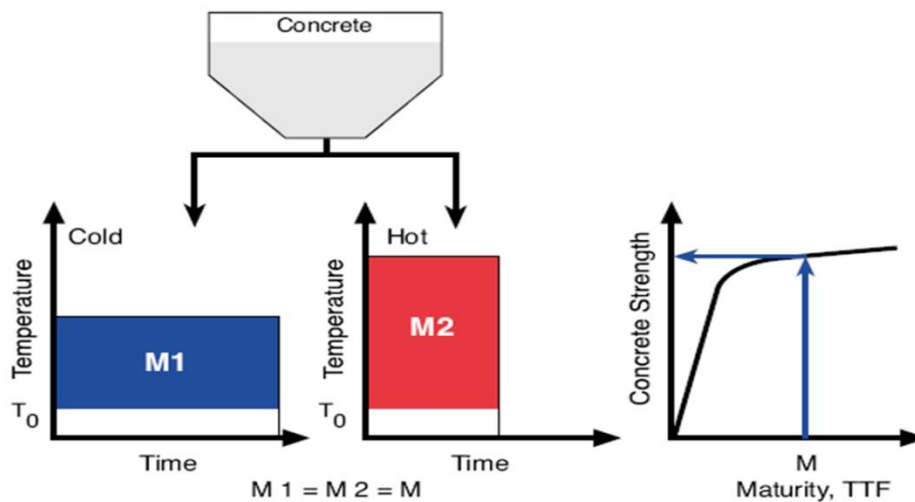 Concrete
Cold
Temperature
M1
T0
Time
Hot
Temperature
M2
T0
Time
M 1 = M 2 = M
Concrete Strength
M
Maturity, TTF